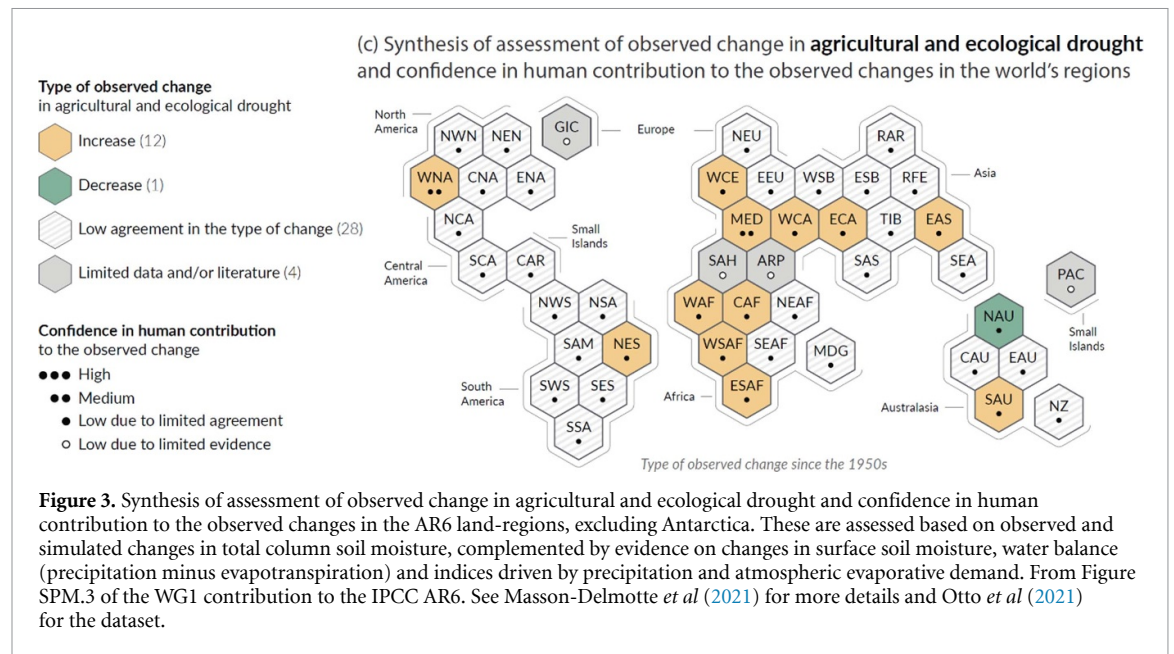 (c) Synthesis of assessment of observed change in agricultural and ecological drought
and confidence in human contribution to the observed changes in the world's regions
Type of observed change
in agricultural and ecological drought
Increase (12)
Decrease (1)
Low agreement in the type of change (28)
Limited data and/or literature (4)
Confidence in human contribution
to the observed change
High
Medium
Low due to limited agreement
Low due to limited evidence
North
America
NWN
NEN
GIC
WNA
CNA
ENA
NCA
SCA
CAR
Small
Islands
Central
America
NWS
NSA
SAM
NES
SWS
SES
SSA
South
America
Europe
NEU
RAR
WCE
EEU
WSB
ESB
RFE
Asia
MED
WCA
ECA
TIB
EAS
SAH
ARP
SAS
SEA
WAF
CAF
NEAF
WSAF
SEAF
MDG
ESAF
Africa
PAC
Small
Islands
NAU
CAU
EAU
SAU
NZ
Australasia
Type of observed change since the 1950s
Figure 3. Synthesis of assessment of observed change in agricultural and ecological drought and confidence in human
contribution to the observed changes in the AR6 land-regions, excluding Antarctica. These are assessed based on observed and
simulated changes in total column soil moisture, complemented by evidence on changes in surface soil moisture, water balance
(precipitation minus evapotranspiration) and indices driven by precipitation and atmospheric evaporative demand. From Figure
SPM.3 of the WG1 contribution to the IPCC AR6. See Masson-Delmotte et al (2021) for more details and Otto et al (2021)
for the dataset.